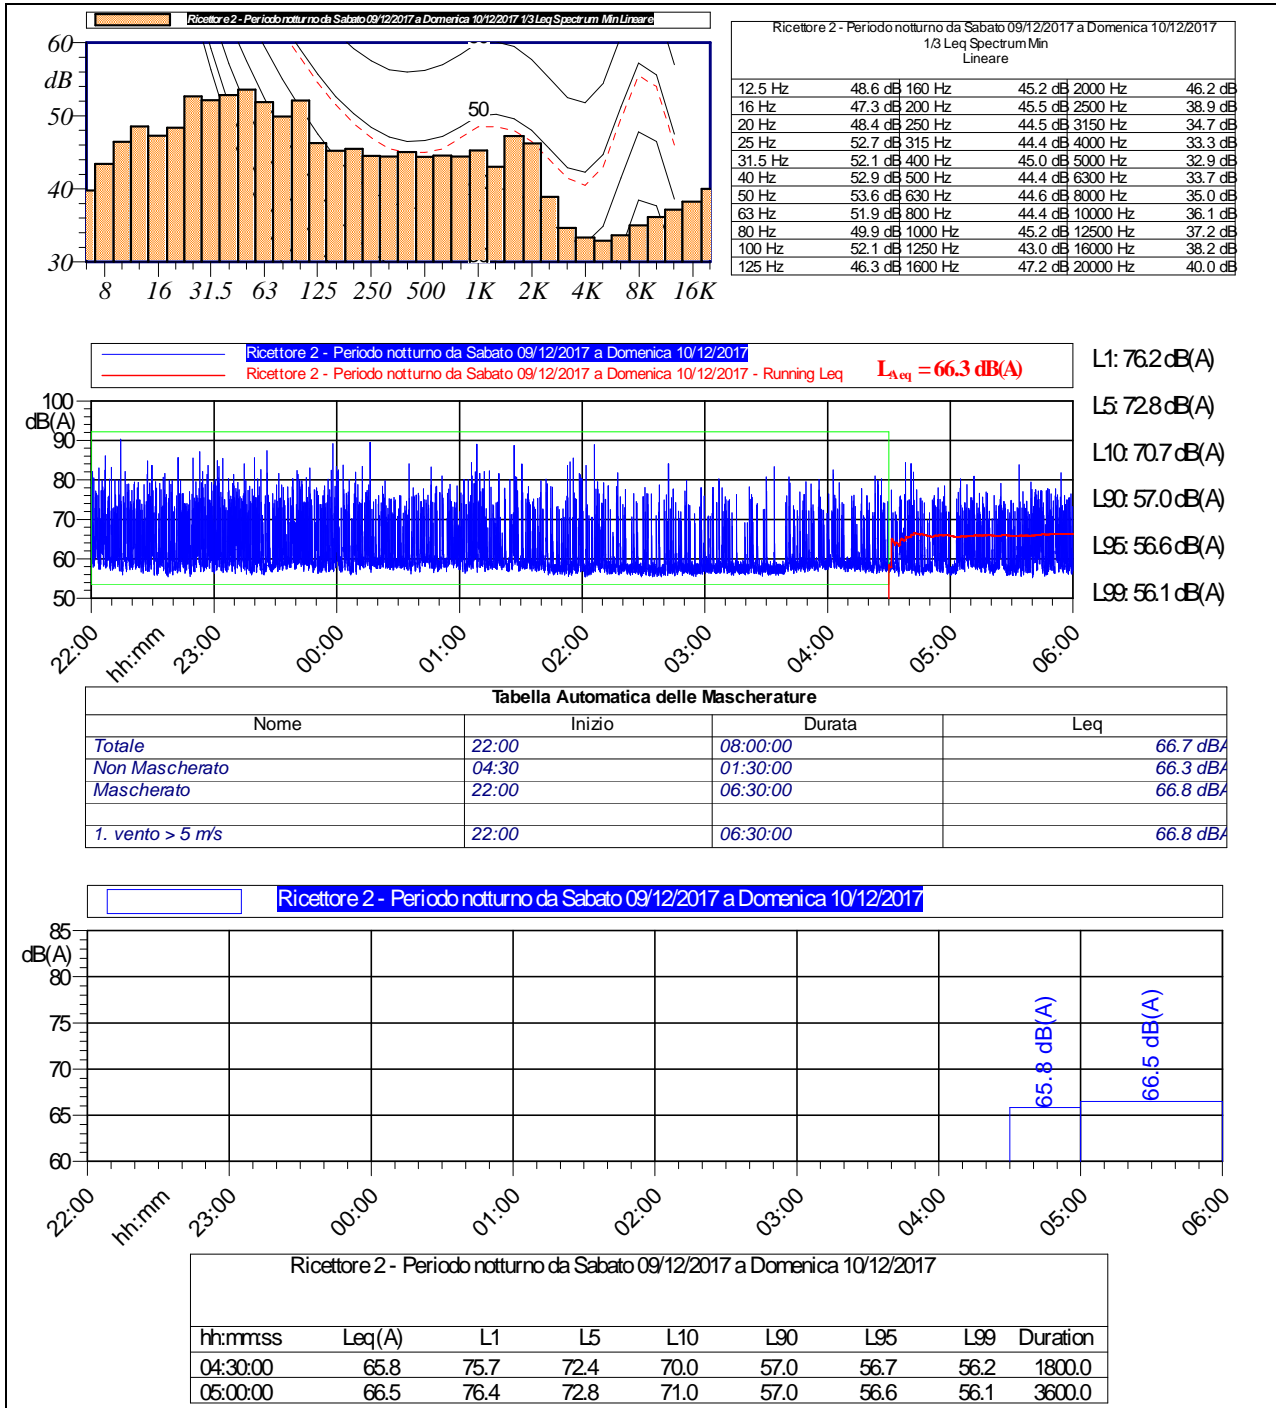 Ricettore 2 - Periodo notturno da Sabato 09/12/2017 a Domenica 10/12/2017 1/3 Leq Spectrum Min Lineare
60
dB
50
40
30
50
8 16 31.5 63 125 250 500 1K 2K 4K 8K 16K
Ricettore 2 - Periodo notturno da Sabato 09/12/2017 a Domenica 10/12/2017
1/3 Leq Spectrum Min
Lineare
12.5 Hz 48.6 dB 160 Hz 45.2 dB 2000 Hz 46.2 dB
16 Hz 47.3 dB 200 Hz 45.5 dB 2500 Hz 38.9 dB
20 Hz 48.4 dB 250 Hz 44.5 dB 3150 Hz 34.7 dB
25 Hz 52.7 dB 315 Hz 44.4 dB 4000 Hz 33.3 dB
31.5 Hz 52.1 dB 400 Hz 45.0 dB 5000 Hz 32.9 dB
40 Hz 52.9 dB 500 Hz 44.4 dB 6300 Hz 33.7 dB
50 Hz 53.6 dB 630 Hz 44.6 dB 8000 Hz 35.0 dB
63 Hz 51.9 dB 800 Hz 44.4 dB 10000 Hz 36.1 dB
80 Hz 49.9 dB 1000 Hz 45.2 dB 12500 Hz 37.2 dB
100 Hz 52.1 dB 1250 Hz 43.0 dB 16000 Hz 38.2 dB
125 Hz 46.3 dB 1600 Hz 47.2 dB 20000 Hz 40.0 dB
Ricettore 2 - Periodo notturno da Sabato 09/12/2017 a Domenica 10/12/2017
Ricettore 2 - Periodo notturno da Sabato 09/12/2017 a Domenica 10/12/2017 - Running Leq
LAeq = 66.3 dB(A)
L1: 76.2 dB(A)
L5: 72.8 dB(A)
L10: 70.7 dB(A)
L90: 57.0 dB(A)
L95: 56.6 dB(A)
L99: 56.1 dB(A)
100
dB(A)
90
80
70
60
50
22:00 hh:mm 23:00 00:00 01:00 02:00 03:00 04:00 05:00 06:00
Tabella Automatica delle Mascherature
Nome Inizio Durata Leq
Totale 22:00 08:00:00 66.7 dBA
Non Mascherato 04:30 01:30:00 66.3 dBA
Mascherato 22:00 06:30:00 66.8 dBA
1. vento > 5 m/s 22:00 06:30:00 66.8 dBA
Ricettore 2 - Periodo notturno da Sabato 09/12/2017 a Domenica 10/12/2017
85
dB(A)
80
75
70
65
60
65.8 dB(A)
66.5 dB(A)
22:00 hh:mm 23:00 00:00 01:00 02:00 03:00 04:00 05:00 06:00
Ricettore 2 - Periodo notturno da Sabato 09/12/2017 a Domenica 10/12/2017
hh:mm:ss Leq(A) L1 L5 L10 L90 L95 L99 Duration
04:30:00 65.8 75.7 72.4 70.0 57.0 56.7 56.2 1800.0
05:00:00 66.5 76.4 72.8 71.0 57.0 56.6 56.1 3600.0